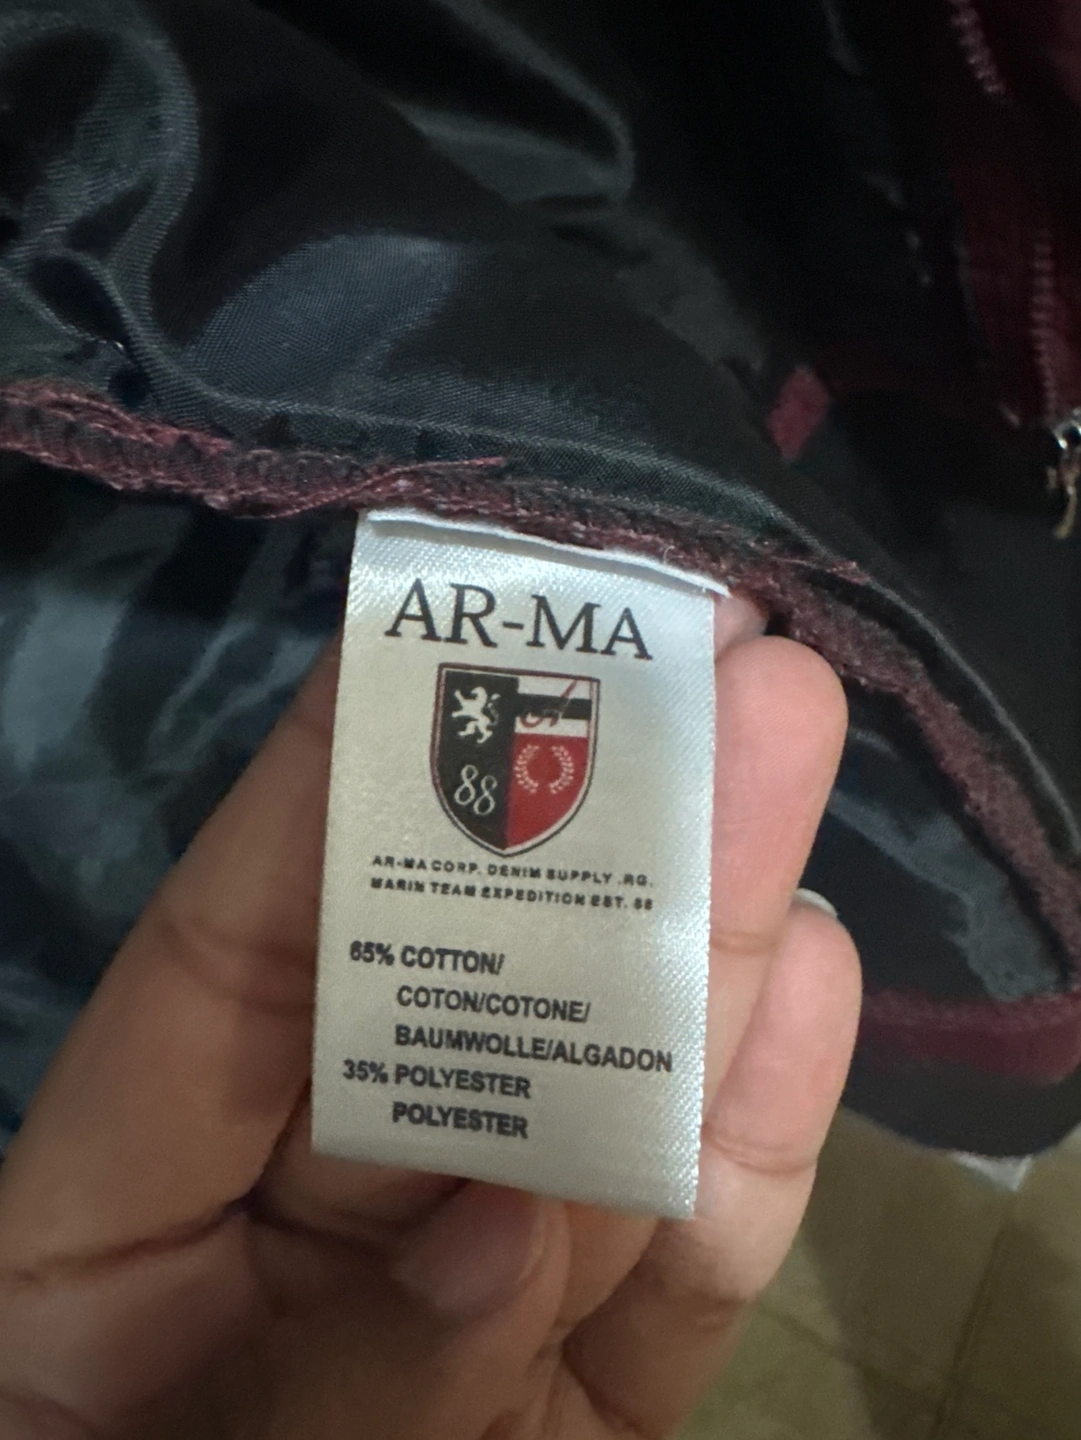 AR-MA
88
AR-MA CORP. DENIM SUPPLY .RG.
MARIN TEAM EXPEDITION EST. 88
65% COTTON/
COTON/COTONE/
BAUMWOLLE/ALGADON
35% POLYESTER
POLYESTER